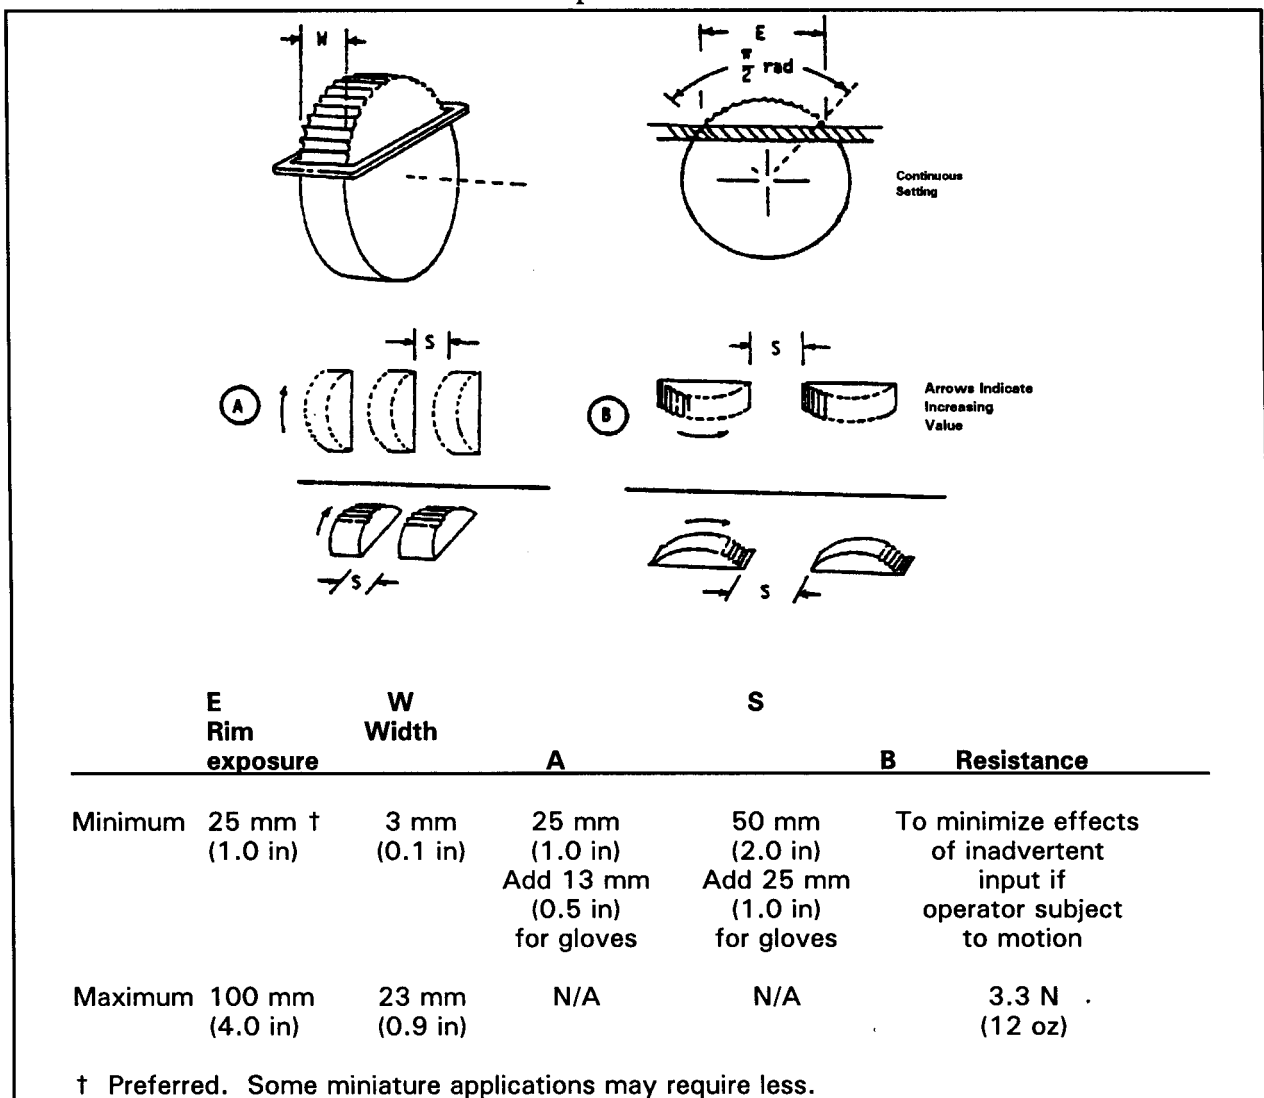 W
E
π/2 rad
Continuous
Setting
S
S
A
B
Arrows Indicate
Increasing
Value
S
S
E W S
Rim Width
exposure A B Resistance
Minimum 25 mm † 3 mm 25 mm 50 mm To minimize effects
(1.0 in) (0.1 in) (1.0 in) (2.0 in) of inadvertent
Add 13 mm Add 25 mm input if
(0.5 in) (1.0 in) operator subject
for gloves for gloves to motion
Maximum 100 mm 23 mm N/A N/A 3.3 N
(4.0 in) (0.9 in) (12 oz)
† Preferred. Some miniature applications may require less.